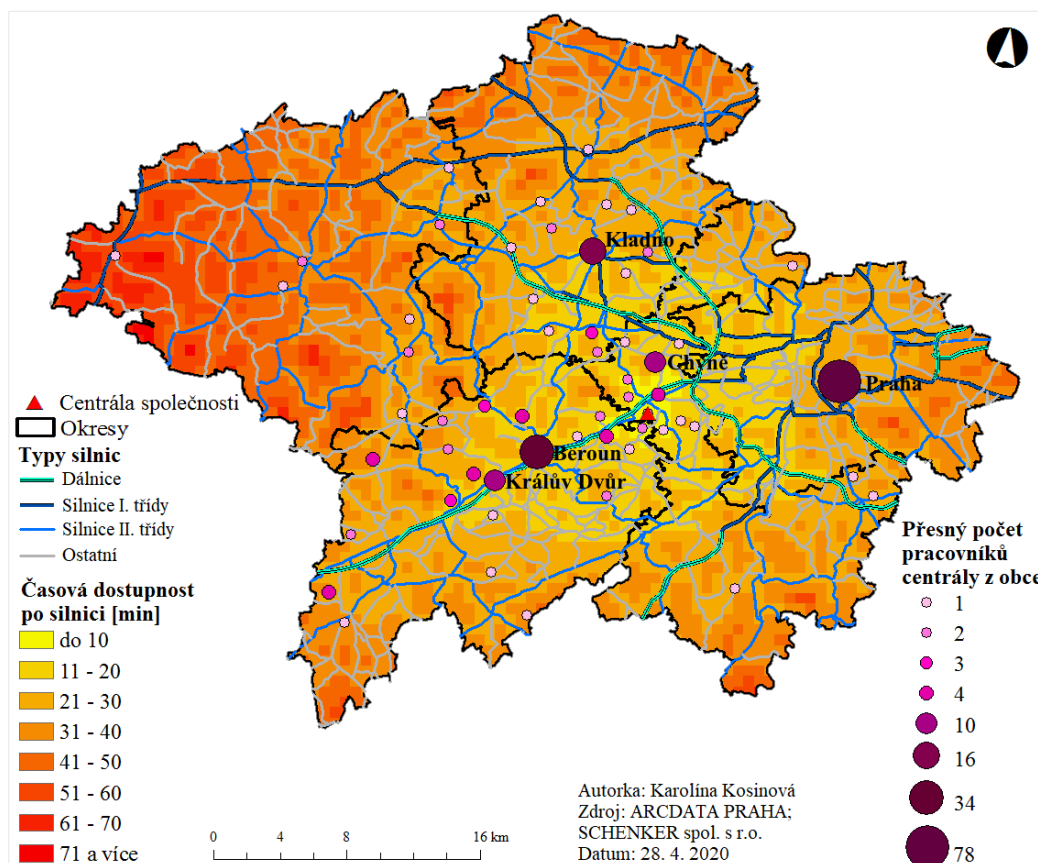 Kladno
Chýně
Praha
Beroun
Králův Dvůr
Centrála společnosti
Okresy
Typy silnic
Dálnice
Silnice I. třídy
Silnice II. třídy
Ostatní
Časová dostupnost
po silnici [min]
do 10
11 - 20
21 - 30
31 - 40
41 - 50
51 - 60
61 - 70
71 a více
0 4 8 16 km
Autorka: Karolína Kosinová
Zdroj: ARCDATA PRAHA;
SCHENKER spol. s r.o.
Datum: 28. 4. 2020
Přesný počet
pracovníků
centrály z obce
1
2
3
4
10
16
34
78